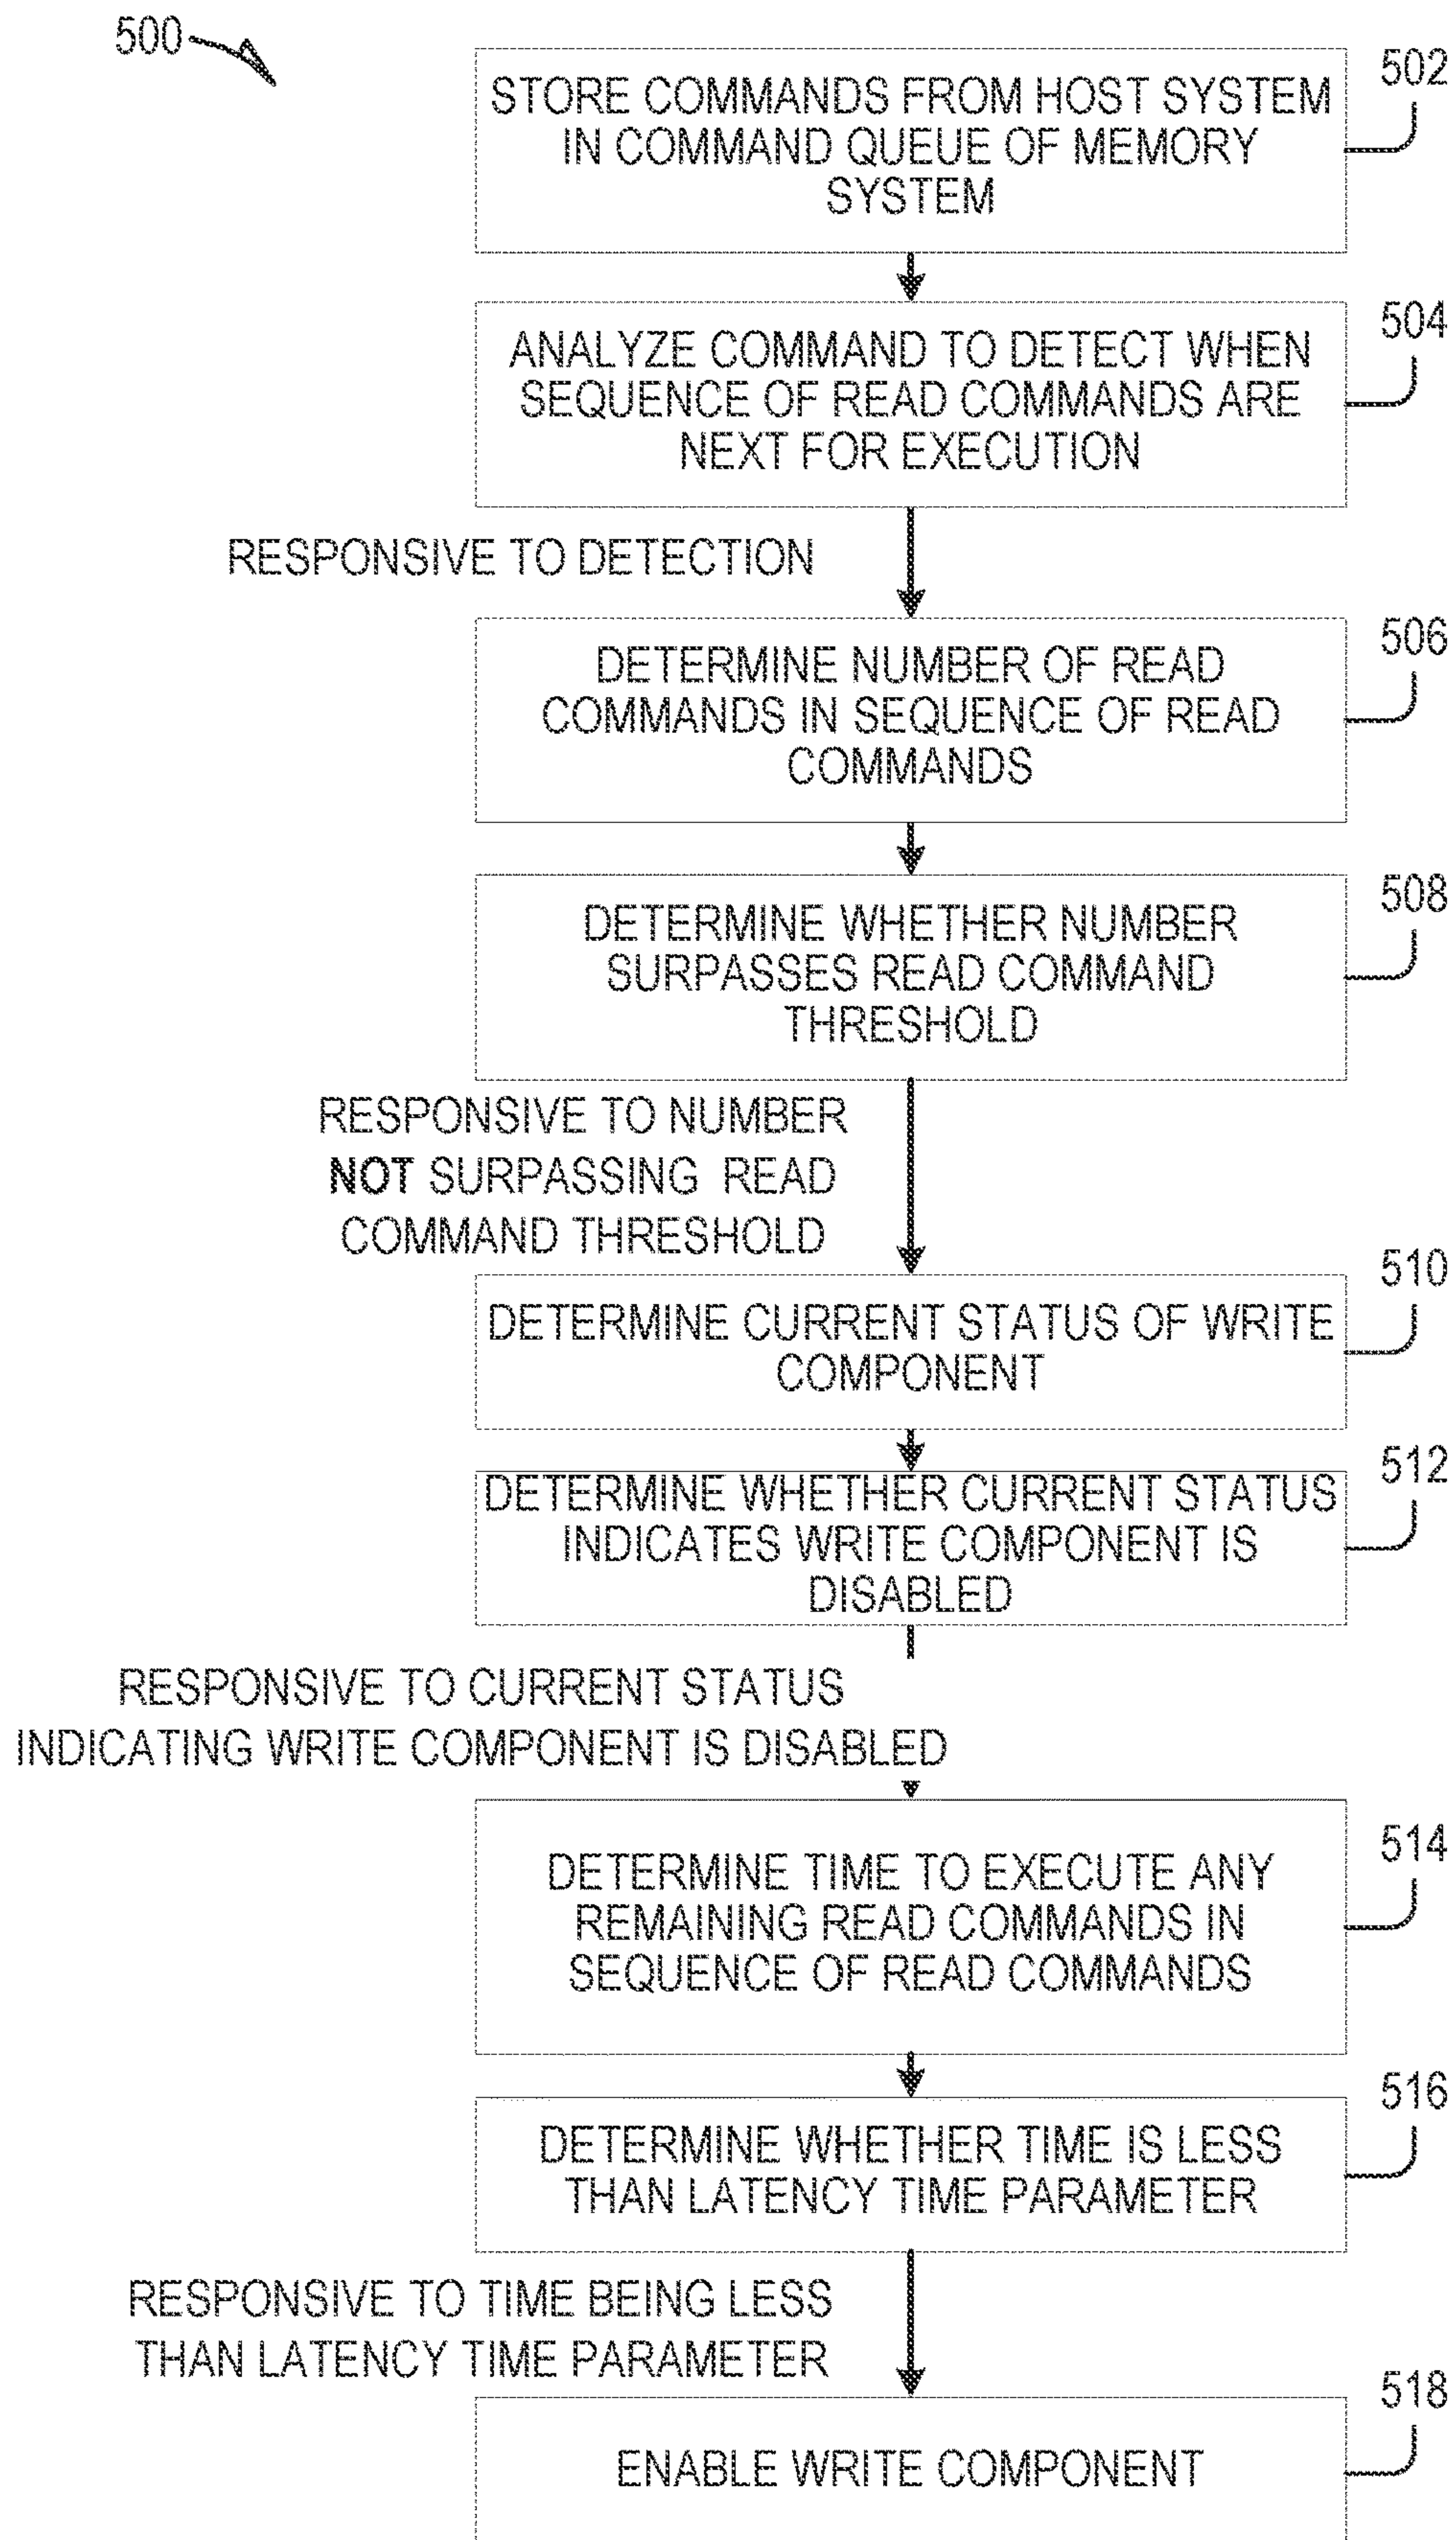 500
502
STORE COMMANDS FROM HOST SYSTEM
IN COMMAND QUEUE OF MEMORY
SYSTEM
504
ANALYZE COMMAND TO DETECT WHEN
SEQUENCE OF READ COMMANDS ARE
NEXT FOR EXECUTION
RESPONSIVE TO DETECTION
506
DETERMINE NUMBER OF READ
COMMANDS IN SEQUENCE OF READ
COMMANDS
508
DETERMINE WHETHER NUMBER
SURPASSES READ COMMAND
THRESHOLD
RESPONSIVE TO NUMBER
NOT SURPASSING READ
COMMAND THRESHOLD
510
DETERMINE CURRENT STATUS OF WRITE
COMPONENT
512
DETERMINE WHETHER CURRENT STATUS
INDICATES WRITE COMPONENT IS
DISABLED
RESPONSIVE TO CURRENT STATUS
INDICATING WRITE COMPONENT IS DISABLED
514
DETERMINE TIME TO EXECUTE ANY
REMAINING READ COMMANDS IN
SEQUENCE OF READ COMMANDS
516
DETERMINE WHETHER TIME IS LESS
THAN LATENCY TIME PARAMETER
RESPONSIVE TO TIME BEING LESS
THAN LATENCY TIME PARAMETER
518
ENABLE WRITE COMPONENT